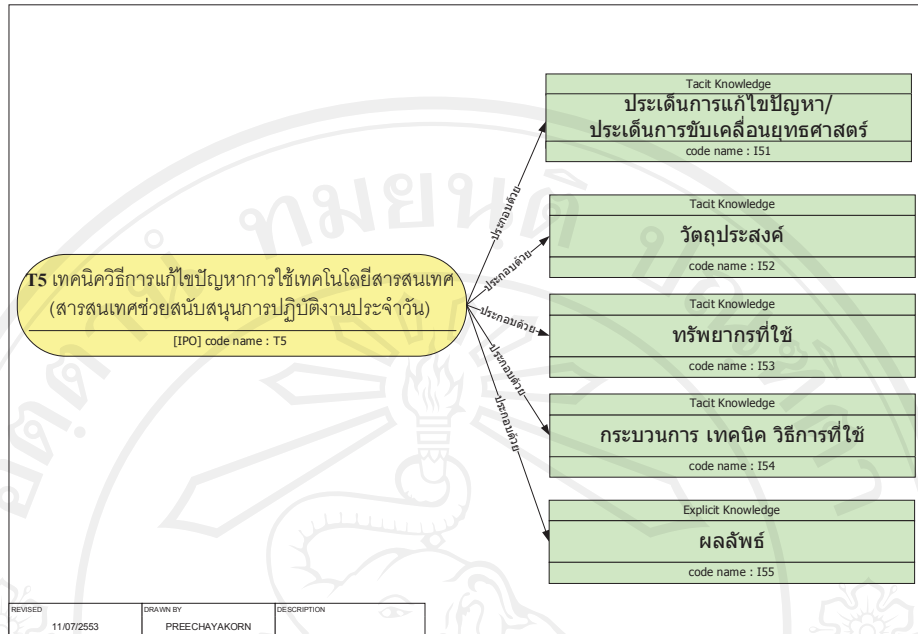 Tacit Knowledge
ประเด็นการแก้ไขปัญหา/
ประเด็นการขับเคลื่อนยุทธศาสตร์
code name : I51
ประกอบด้วย
Tacit Knowledge
วัตถุประสงค์
code name : I52
ประกอบด้วย
T5 เทคนิควิธีการแก้ไขปัญหาการใช้เทคโนโลยีสารสนเทศ
(สารสนเทศช่วยสนับสนุนการปฏิบัติงานประจำวัน)
[IPO] code name : T5
ประกอบด้วย
Tacit Knowledge
ทรัพยากรที่ใช้
code name : I53
ประกอบด้วย
Tacit Knowledge
กระบวนการ เทคนิค วิธีการที่ใช้
code name : I54
ประกอบด้วย
Explicit Knowledge
ผลลัพธ์
code name : I55
REVISED DRAWN BY DESCRIPTION
11/07/2553 PREECHAYAKORN